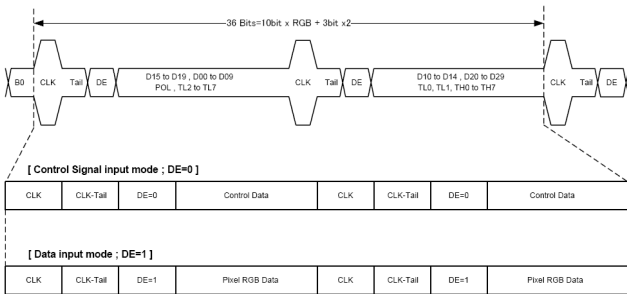 36 Bits=10bit x RGB + 3bit x2
B0 CLK Tail DE D15 to D19 , D00 to D09 CLK Tail DE D10 to D14 , D20 to D29 CLK Tail DE
POL , TL2 to TL7 TL0, TL1, TH0 to TH7
[ Control Signal input mode ; DE=0 ]
CLK CLK-Tail DE=0 Control Data CLK CLK-Tail DE=0 Control Data
[ Data input mode ; DE=1 ]
CLK CLK-Tail DE=1 Pixel RGB Data CLK CLK-Tail DE=1 Pixel RGB Data